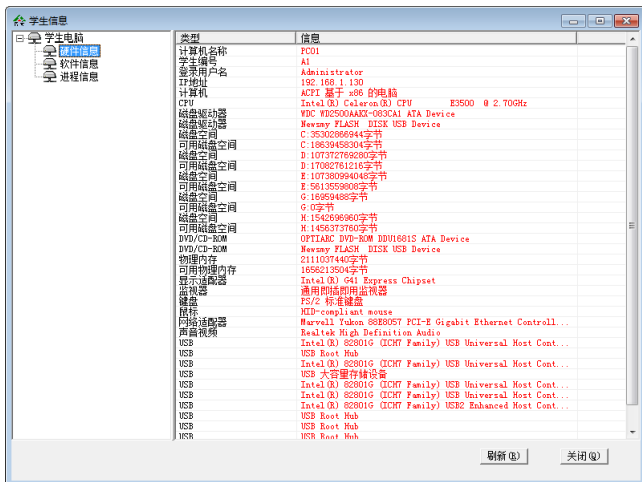 学生信息
学生电脑
硬件信息
软件信息
进程信息
类型 信息
计算机名称 PC01
学生编号 A1
登录用户名 Administrator
IP地址 192.168.1.130
计算机 ACPI 基于 x86 的电脑
CPU Intel(R) Celeron(R) CPU E3500 @ 2.70GHz
磁盘驱动器 WDC WD2500AAKX-083CA1 ATA Device
磁盘驱动器 Newsmy FLASH DISK USB Device
磁盘空间 C:35302866944字节
可用磁盘空间 C:18639458304字节
磁盘空间 D:107372769280字节
可用磁盘空间 D:17082761216字节
磁盘空间 E:107380994048字节
可用磁盘空间 E:5613559808字节
磁盘空间 G:16959488字节
可用磁盘空间 G:0字节
磁盘空间 H:1542696960字节
可用磁盘空间 H:1456373760字节
DVD/CD-ROM OPTIARC DVD-ROM DDU1681S ATA Device
DVD/CD-ROM Newsmy FLASH DISK USB Device
物理内存 2111037440字节
可用物理内存 1656213504字节
显示适配器 Intel(R) G41 Express Chipset
监视器 通用即插即用监视器
键盘 PS/2 标准键盘
鼠标 HID-compliant mouse
网络适配器 Marvell Yukon 88E8057 PCI-E Gigabit Ethernet Controll...
声音视频 Realtek High Definition Audio
USB Intel(R) 82801G (ICH7 Family) USB Universal Host Cont...
USB USB Root Hub
USB Intel(R) 82801G (ICH7 Family) USB Universal Host Cont...
USB USB 大容量存储设备
USB Intel(R) 82801G (ICH7 Family) USB Universal Host Cont...
USB Intel(R) 82801G (ICH7 Family) USB Universal Host Cont...
USB Intel(R) 82801G (ICH7 Family) USB2 Enhanced Host Cont...
USB USB Root Hub
USB USB Root Hub
USB USB Root Hub
刷新(R) 关闭(Q)